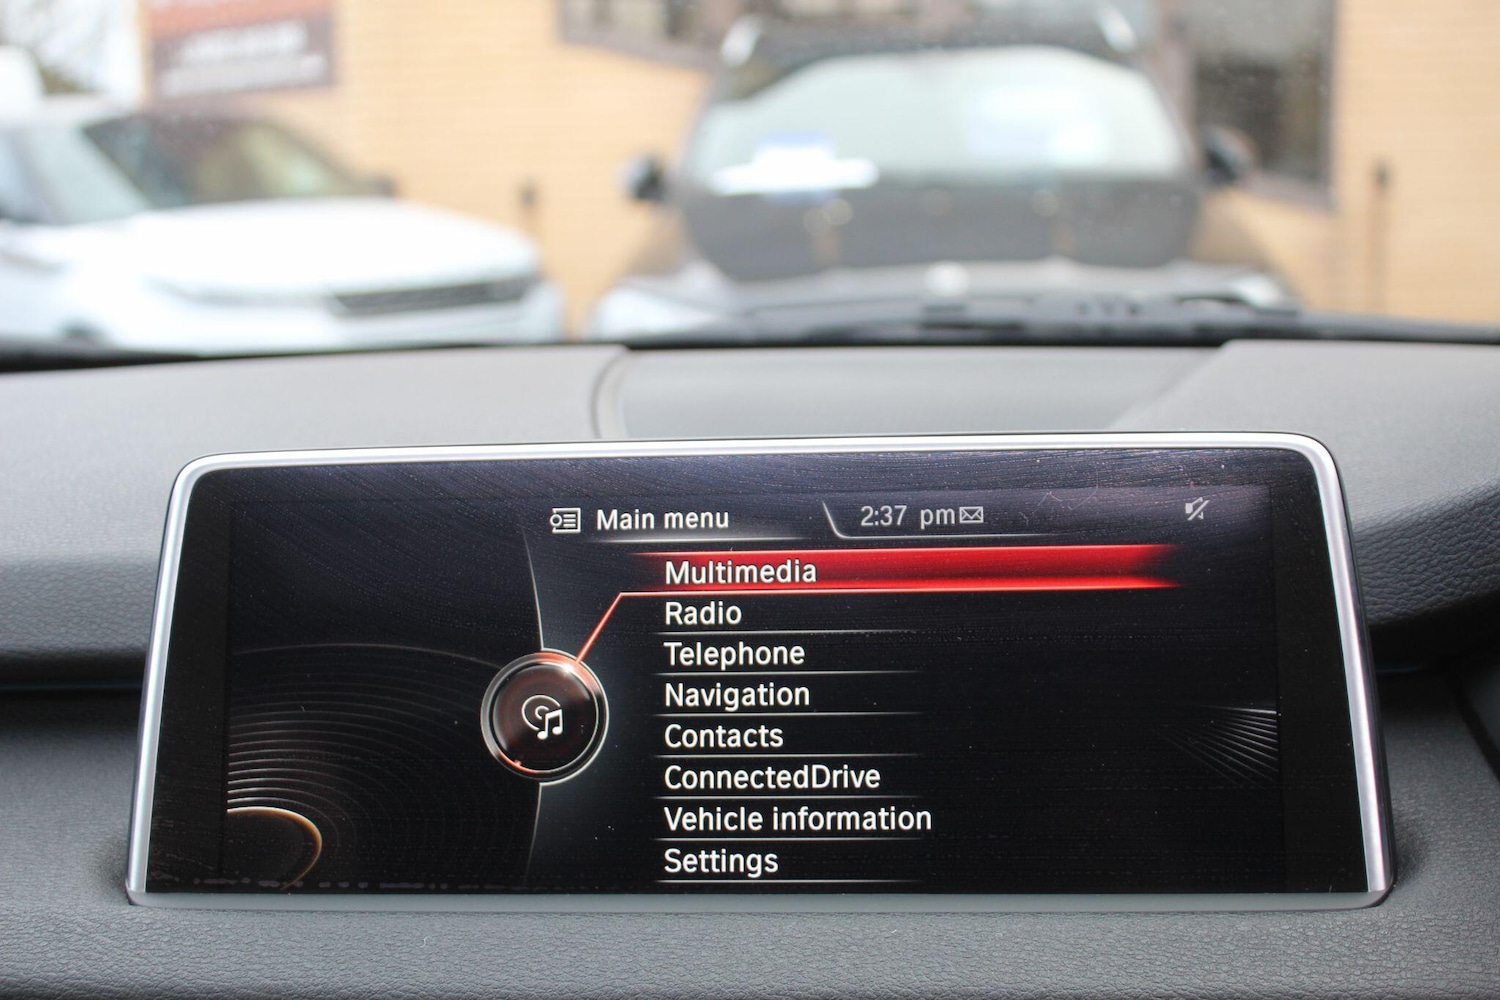 Main menu 2:37 pm
Multimedia
Radio
Telephone
Navigation
Contacts
ConnectedDrive
Vehicle information
Settings